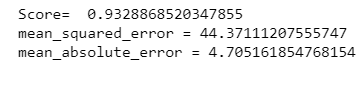 Score=  0.9328868520347855
mean_squared_error = 44.37111207555747
mean_absolute_error = 4.705161854768154